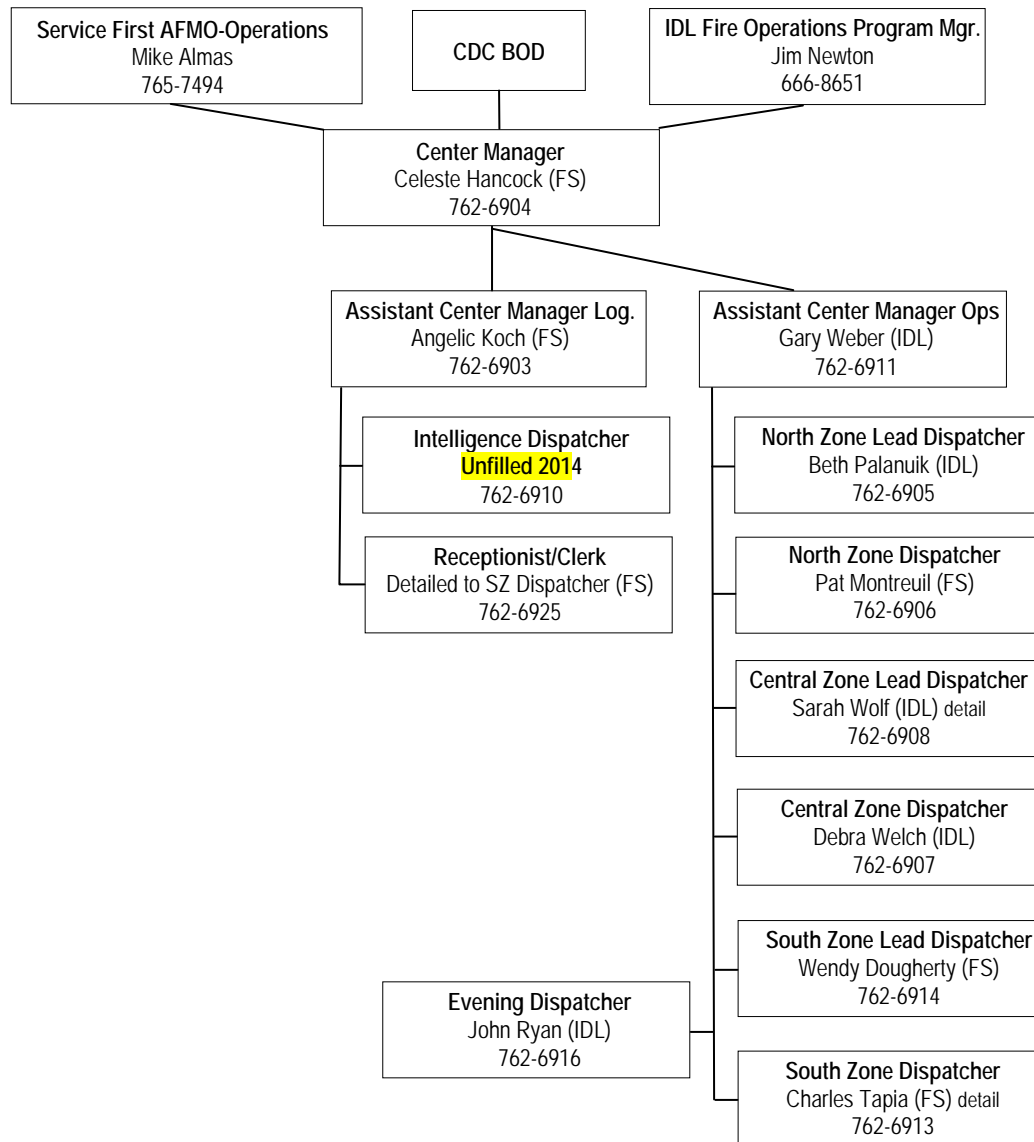 Service First AFMO-Operations
Mike Almas
765-7494
CDC BOD
IDL Fire Operations Program Mgr.
Jim Newton
666-8651
Center Manager
Celeste Hancock (FS)
762-6904
Assistant Center Manager Log.
Angelic Koch (FS)
762-6903
Assistant Center Manager Ops
Gary Weber (IDL)
762-6911
Intelligence Dispatcher
Unfilled 2014
762-6910
Receptionist/Clerk
Detailed to SZ Dispatcher (FS)
762-6925
North Zone Lead Dispatcher
Beth Palanuik (IDL)
762-6905
North Zone Dispatcher
Pat Montreuil (FS)
762-6906
Central Zone Lead Dispatcher
Sarah Wolf (IDL) detail
762-6908
Central Zone Dispatcher
Debra Welch (IDL)
762-6907
South Zone Lead Dispatcher
Wendy Dougherty (FS)
762-6914
Evening Dispatcher
John Ryan (IDL)
762-6916
South Zone Dispatcher
Charles Tapia (FS) detail
762-6913